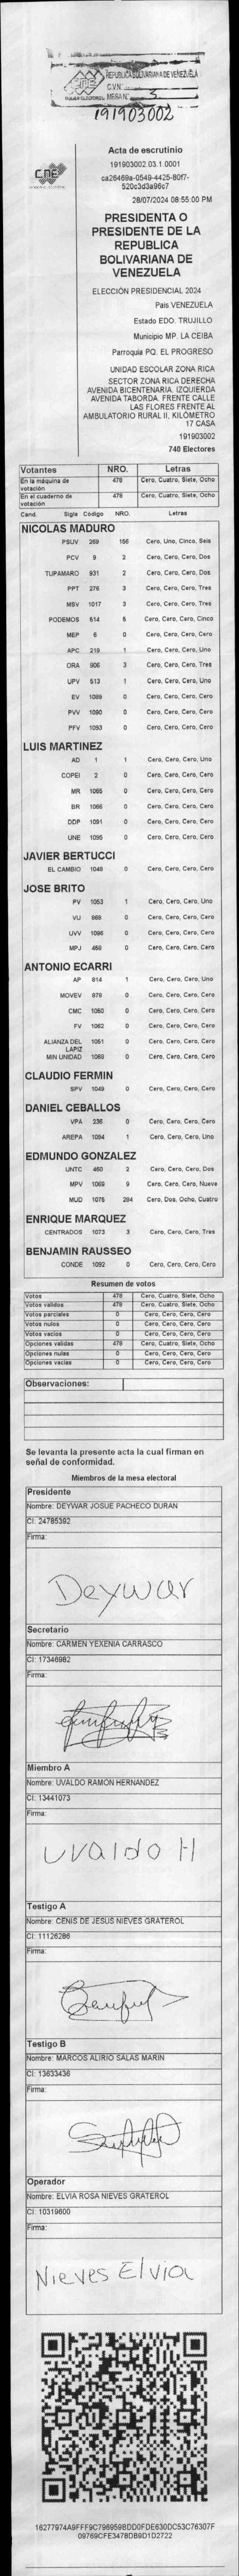 REPUBLICA BOLIVARIANA DE VENEZUELA
C.V.N°
MESA N° 3
PODER ELECTORAL
191903002
CNE
Acta de escrutinio
191903002.03.1.0001
ca26469a-0549-4425-80f7-
520c3d3a96c7
28/07/2024 08:55:00 PM
PRESIDENTA O
PRESIDENTE DE LA
REPUBLICA
BOLIVARIANA DE
VENEZUELA
ELECCIÓN PRESIDENCIAL 2024
País VENEZUELA
Estado EDO. TRUJILLO
Municipio MP. LA CEIBA
Parroquia PQ. EL PROGRESO
UNIDAD ESCOLAR ZONA RICA
SECTOR ZONA RICA DERECHA
AVENIDA BICENTENARIA. IZQUIERDA
AVENIDA TABORDA. FRENTE CALLE
LAS FLORES FRENTE AL
AMBULATORIO RURAL II. KILÓMETRO
17 CASA
191903002
740 Electores
Votantes NRO. Letras
En la máquina de votación 478 Cero, Cuatro, Siete, Ocho
En el cuaderno de votación 478 Cero, Cuatro, Siete, Ocho
Cand. Sigla Código NRO. Letras
NICOLAS MADURO
PSUV 269 156 Cero, Uno, Cinco, Seis
PCV 9 2 Cero, Cero, Cero, Dos
TUPAMARO 931 2 Cero, Cero, Cero, Dos
PPT 276 3 Cero, Cero, Cero, Tres
MSV 1017 3 Cero, Cero, Cero, Tres
PODEMOS 514 5 Cero, Cero, Cero, Cinco
MEP 6 0 Cero, Cero, Cero, Cero
APC 219 1 Cero, Cero, Cero, Uno
ORA 906 3 Cero, Cero, Cero, Tres
UPV 513 1 Cero, Cero, Cero, Uno
EV 1089 0 Cero, Cero, Cero, Cero
PVV 1090 0 Cero, Cero, Cero, Cero
PFV 1093 0 Cero, Cero, Cero, Cero
LUIS MARTINEZ
AD 1 1 Cero, Cero, Cero, Uno
COPEI 2 0 Cero, Cero, Cero, Cero
MR 1065 0 Cero, Cero, Cero, Cero
BR 1066 0 Cero, Cero, Cero, Cero
DDP 1091 0 Cero, Cero, Cero, Cero
UNE 1095 0 Cero, Cero, Cero, Cero
JAVIER BERTUCCI
EL CAMBIO 1048 0 Cero, Cero, Cero, Cero
JOSE BRITO
PV 1053 1 Cero, Cero, Cero, Uno
VU 868 0 Cero, Cero, Cero, Cero
UVV 1096 0 Cero, Cero, Cero, Cero
MPJ 458 0 Cero, Cero, Cero, Cero
ANTONIO ECARRI
AP 814 1 Cero, Cero, Cero, Uno
MOVEV 879 0 Cero, Cero, Cero, Cero
CMC 1050 0 Cero, Cero, Cero, Cero
FV 1062 0 Cero, Cero, Cero, Cero
ALIANZA DEL LAPIZ 1051 0 Cero, Cero, Cero, Cero
MIN UNIDAD 1069 0 Cero, Cero, Cero, Cero
CLAUDIO FERMIN
SPV 1049 0 Cero, Cero, Cero, Cero
DANIEL CEBALLOS
VPA 236 0 Cero, Cero, Cero, Cero
AREPA 1094 1 Cero, Cero, Cero, Uno
EDMUNDO GONZALEZ
UNTC 460 2 Cero, Cero, Cero, Dos
MPV 1069 9 Cero, Cero, Cero, Nueve
MUD 1075 284 Cero, Dos, Ocho, Cuatro
ENRIQUE MARQUEZ
CENTRADOS 1073 3 Cero, Cero, Cero, Tres
BENJAMIN RAUSSEO
CONDE 1092 0 Cero, Cero, Cero, Cero
Resumen de votos
Votos 478 Cero, Cuatro, Siete, Ocho
Votos válidos 478 Cero, Cuatro, Siete, Ocho
Votos parciales 0 Cero, Cero, Cero, Cero
Votos nulos 0 Cero, Cero, Cero, Cero
Votos vacíos 0 Cero, Cero, Cero, Cero
Opciones válidas 478 Cero, Cuatro, Siete, Ocho
Opciones nulas 0 Cero, Cero, Cero, Cero
Opciones vacías 0 Cero, Cero, Cero, Cero
Observaciones:
Se levanta la presente acta la cual firman en
señal de conformidad.
Miembros de la mesa electoral
Presidente
Nombre: DEYWAR JOSUE PACHECO DURAN
CI: 24785392
Firma:
Deywar
Secretario
Nombre: CARMEN YEXENIA CARRASCO
CI: 17346982
Firma:
Miembro A
Nombre: UVALDO RAMON HERNANDEZ
CI: 13441073
Firma:
Uvaldo H
Testigo A
Nombre: CENIS DE JESUS NIEVES GRATEROL
CI: 11126286
Firma:
Testigo B
Nombre: MARCOS ALIRIO SALAS MARIN
CI: 13633436
Firma:
Operador
Nombre: ELVIA ROSA NIEVES GRATEROL
CI: 10319600
Firma:
Nieves Elvia
16277974A9FFF9C796959BDD0FDE630DC53C76307F
09769CFE3478DB9D1D2722